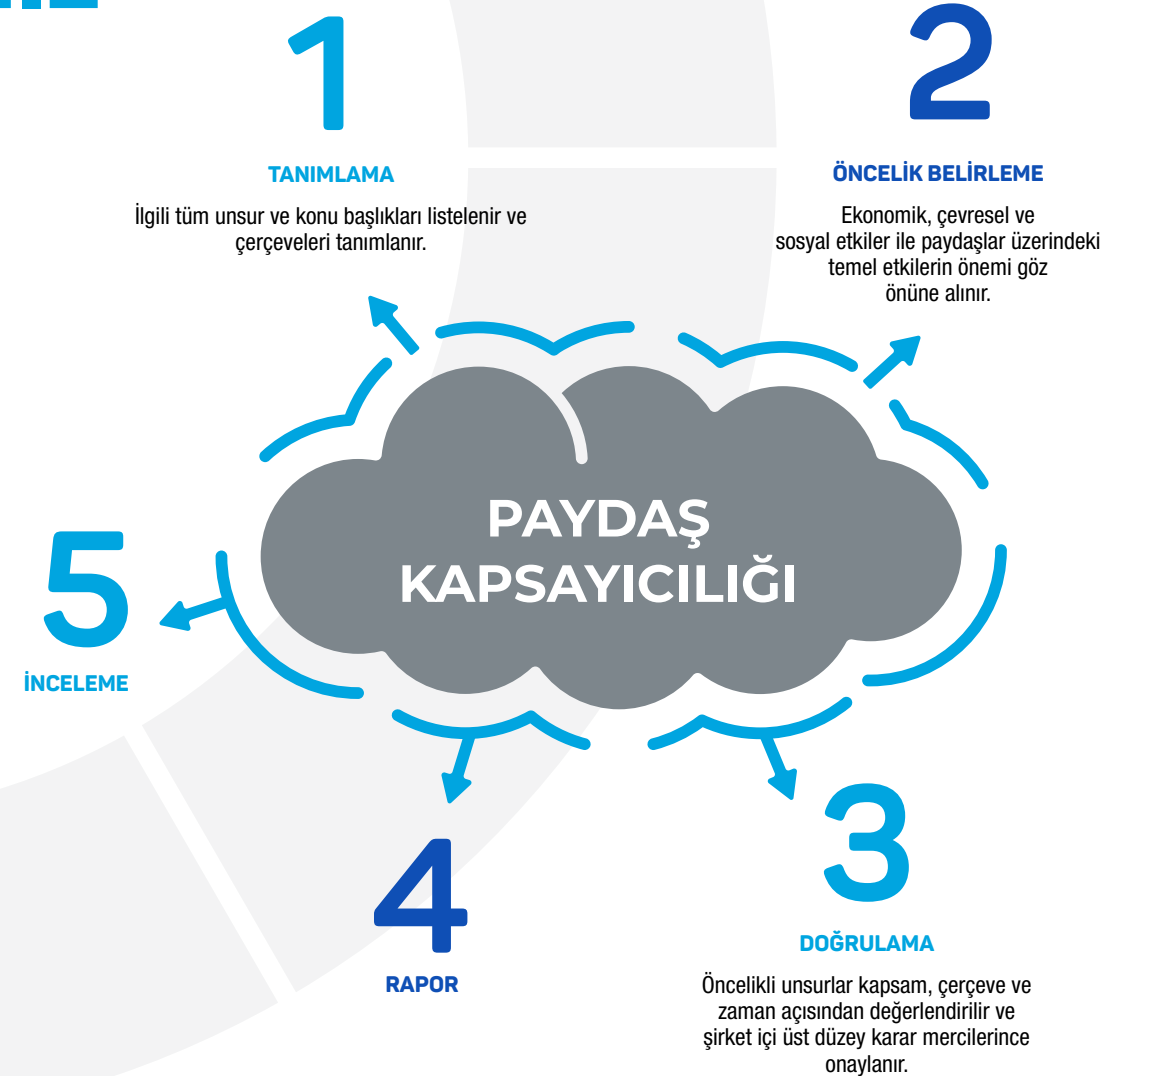 1
TANIMLAMA
İlgili tüm unsur ve konu başlıkları listelenir ve
çerçeveleri tanımlanır.
2
ÖNCELİK BELİRLEME
Ekonomik, çevresel ve
sosyal etkiler ile paydaşlar üzerindeki
temel etkilerin önemi göz
önüne alınır.
PAYDAŞ
KAPSAYICILIĞI
5
İNCELEME
4
RAPOR
3
DOĞRULAMA
Öncelikli unsurlar kapsam, çerçeve ve
zaman açısından değerlendirilir ve
şirket içi üst düzey karar mercilerince
onaylanır.